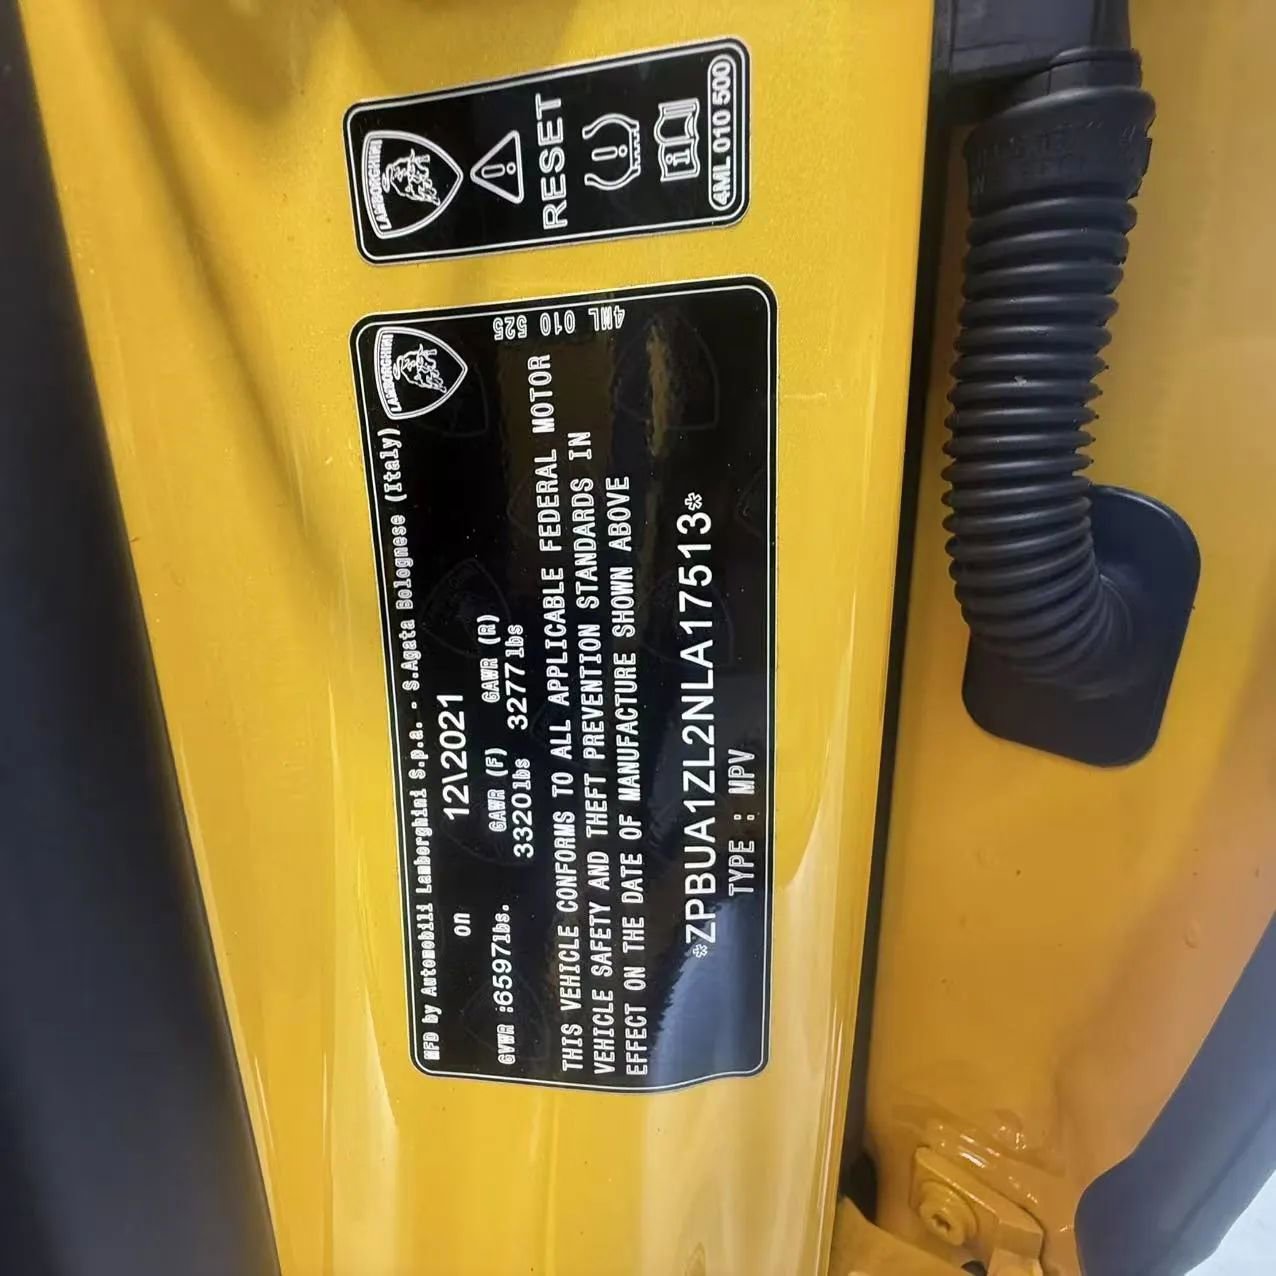 LAMBORGHINI
RESET
4ML 010 500
LAMBORGHINI
MFD by Automobili Lamborghini S.p.a. - S.Agata Bolognese (Italy)
on 12\2021
4ML 010 525
GVWR :6597lbs. GAWR (F) 3320lbs GAWR (R) 3277lbs
THIS VEHICLE CONFORMS TO ALL APPLICABLE FEDERAL MOTOR
VEHICLE SAFETY AND THEFT PREVENTION STANDARDS IN
EFFECT ON THE DATE OF MANUFACTURE SHOWN ABOVE
*ZPBUA1ZL2NLA17513*
TYPE : MPV